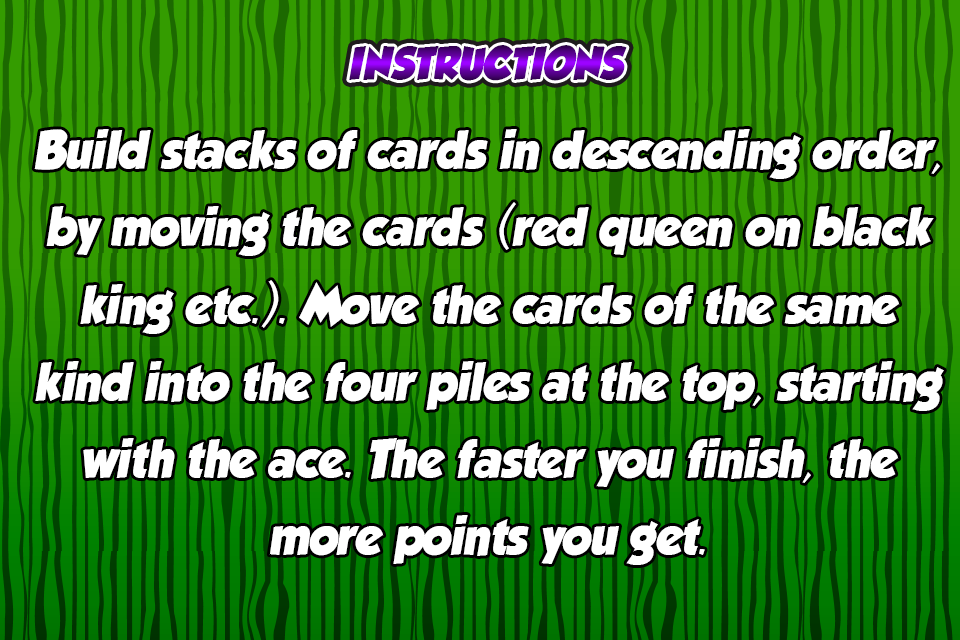 INSTRUCTIONS
Build stacks of cards in descending order,
by moving the cards (red queen on black
king etc.). Move the cards of the same
kind into the four piles at the top, starting
with the ace. The faster you finish, the
more points you get.